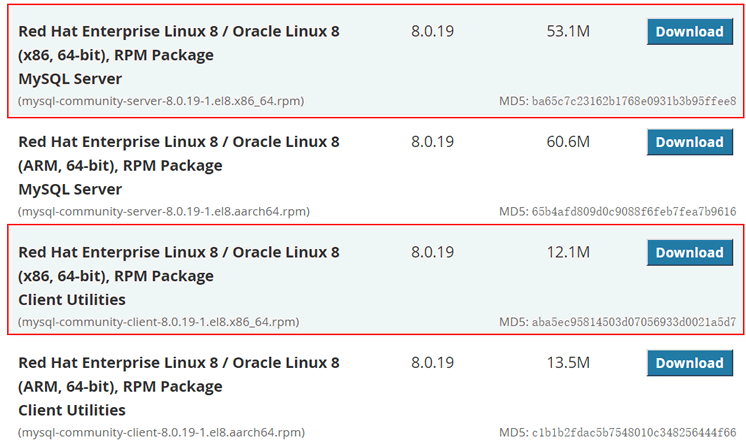 Red Hat Enterprise Linux 8 / Oracle Linux 8 8.0.19 53.1M Download
(x86, 64-bit), RPM Package
MySQL Server
(mysql-community-server-8.0.19-1.el8.x86_64.rpm) MD5: ba65c7c23162b1768e0931b3b95ffee8
Red Hat Enterprise Linux 8 / Oracle Linux 8 8.0.19 60.6M Download
(ARM, 64-bit), RPM Package
MySQL Server
(mysql-community-server-8.0.19-1.el8.aarch64.rpm) MD5: 65b4afd809d0c9088f6feb7fea7b9616
Red Hat Enterprise Linux 8 / Oracle Linux 8 8.0.19 12.1M Download
(x86, 64-bit), RPM Package
Client Utilities
(mysql-community-client-8.0.19-1.el8.x86_64.rpm) MD5: aba5ec95814503d07056933d0021a5d7
Red Hat Enterprise Linux 8 / Oracle Linux 8 8.0.19 13.5M Download
(ARM, 64-bit), RPM Package
Client Utilities
(mysql-community-client-8.0.19-1.el8.aarch64.rpm) MD5: c1b1b2fdac5b7548010c348256444f66